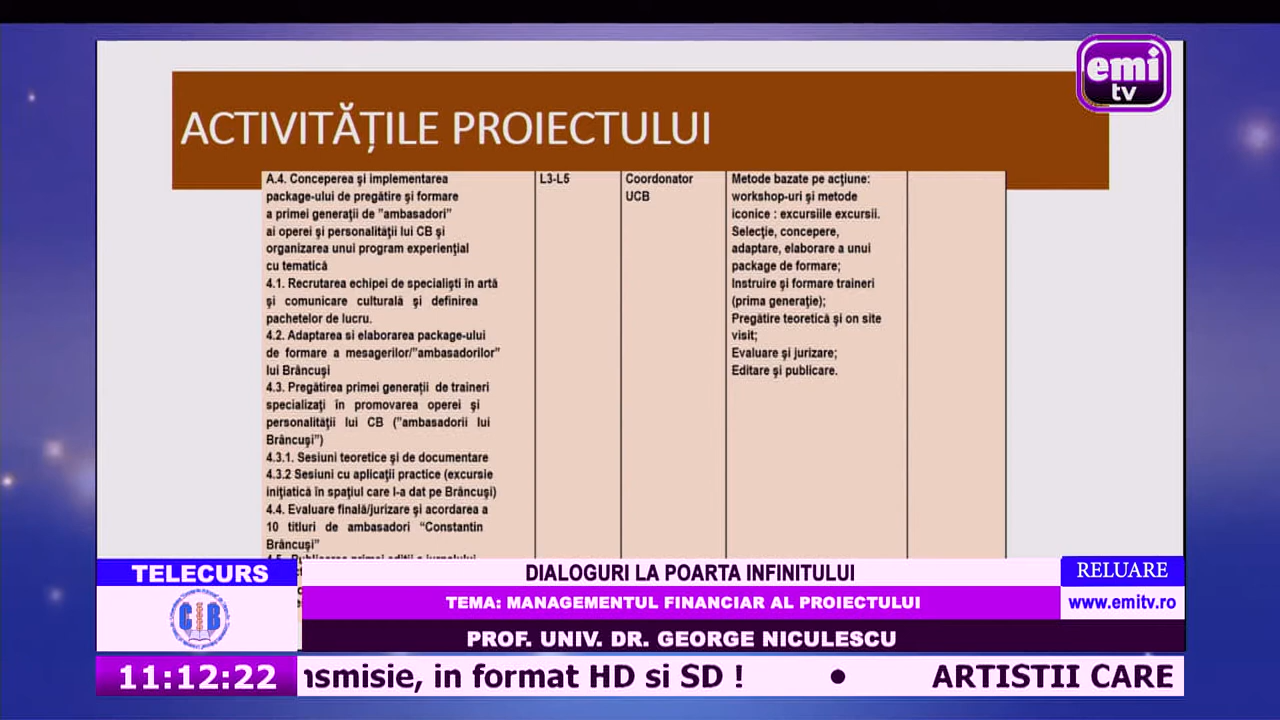 emi
tv
ACTIVITĂȚILE PROIECTULUI
A.4. Conceperea și implementarea
package-ului de pregătire și formare
a primei generații de ”ambasadori”
ai operei și personalității lui CB și
organizarea unui program experiențial
cu tematică
4.1. Recrutarea echipei de specialiști în artă
și comunicare culturală și definirea
pachetelor de lucru.
4.2. Adaptarea si elaborarea package-ului
de formare a mesagerilor/”ambasadorilor”
lui Brâncuși
4.3. Pregătirea primei generații de traineri
specializați în promovarea operei și
personalității lui CB (”ambasadorii lui
Brâncuși”)
4.3.1. Sesiuni teoretice și de documentare
4.3.2 Sesiuni cu aplicații practice (excursie
inițiatică în spațiul care l-a dat pe Brâncuși)
4.4. Evaluare finală/jurizare și acordarea a
10 titluri de ambasadori “Constantin
Brâncuși”
4.5. Publicarea primei ediții a jurnalului
L3-L5
Coordonator
UCB
Metode bazate pe acțiune:
workshop-uri și metode
iconice : excursiile excursii.
Selecție, concepere,
adaptare, elaborare a unui
package de formare;
Instruire și formare traineri
(prima generație);
Pregătire teoretică și on site
visit;
Evaluare și jurizare;
Editare și publicare.
TELECURS
CB
DIALOGURI LA POARTA INFINITULUI
TEMA: MANAGEMENTUL FINANCIAR AL PROIECTULUI
PROF. UNIV. DR. GEORGE NICULESCU
RELUARE
www.emitv.ro
11:12:22
nsmisie, in format HD si SD ! • ARTISTII CARE